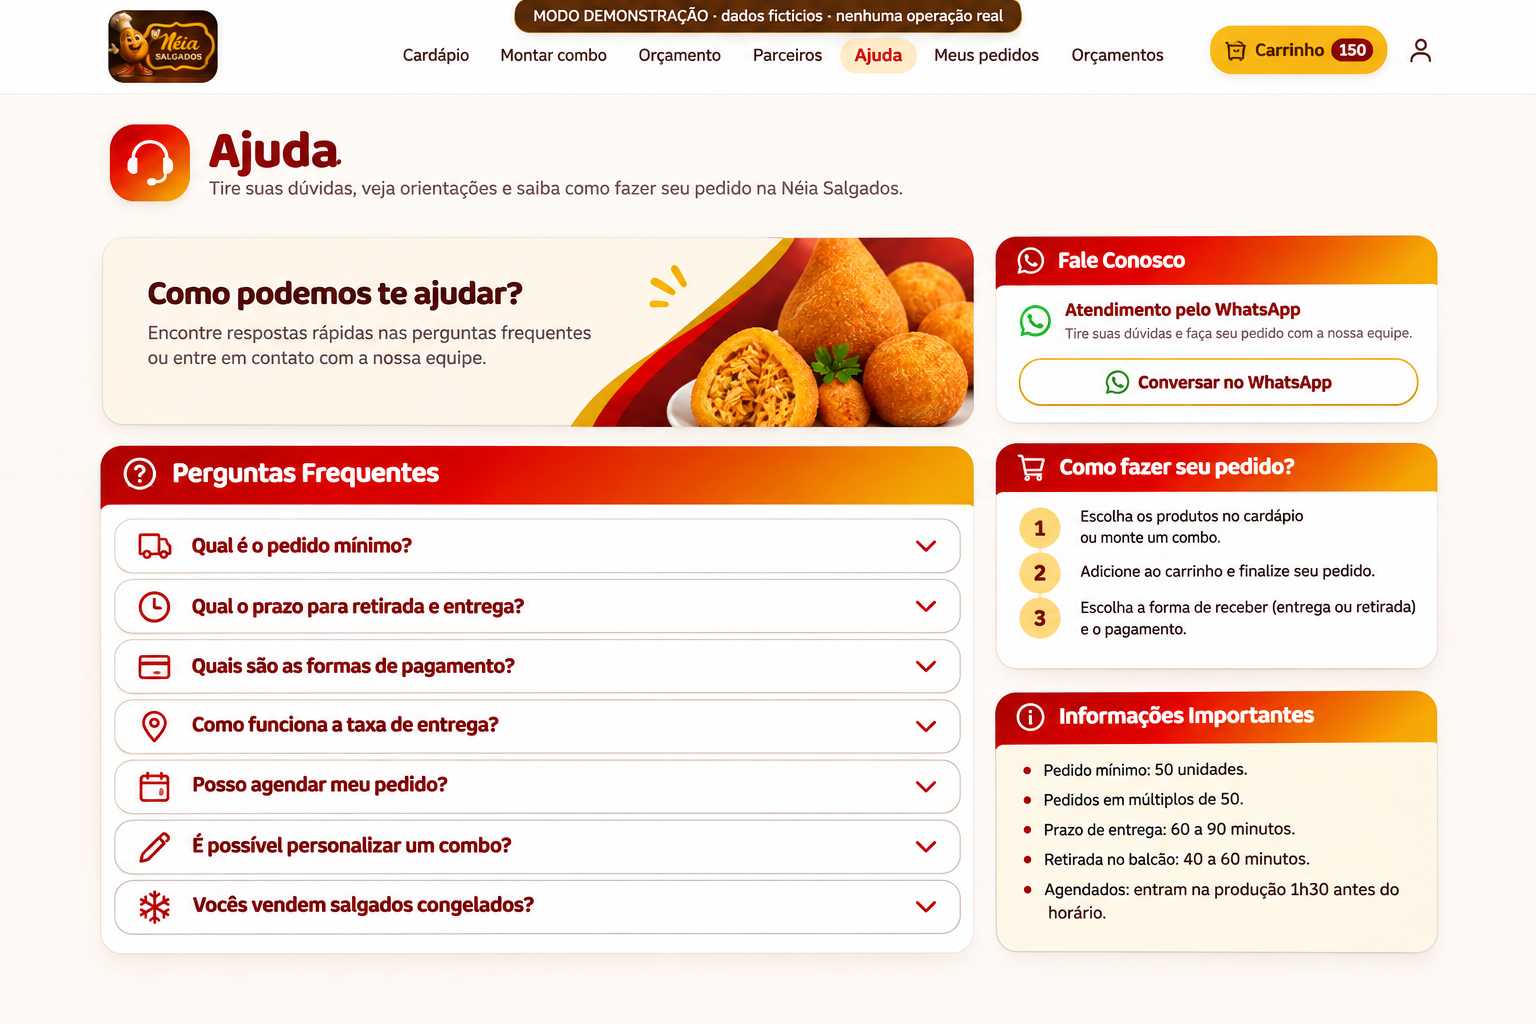 MODO DEMONSTRAÇÃO · dados ficticios · nenhuma operação real
Néia
SALGADOS
Cardápio
Montar combo
Orçamento
Parceiros
Ajuda
Meus pedidos
Orçamentos
Carrinho 150
Ajuda
Tire suas dúvidas, veja orientações e saiba como fazer seu pedido na Néia Salgados.
Como podemos te ajudar?
Encontre respostas rápidas nas perguntas frequentes
ou entre em contato com a nossa equipe.
Perguntas Frequentes
Qual é o pedido mínimo?
Qual o prazo para retirada e entrega?
Quais são as formas de pagamento?
Como funciona a taxa de entrega?
Posso agendar meu pedido?
É possível personalizar um combo?
Vocês vendem salgados congelados?
Fale Conosco
Atendimento pelo WhatsApp
Tire suas dúvidas e faça seu pedido com a nossa equipe.
Conversar no WhatsApp
Como fazer seu pedido?
1
Escolha os produtos no cardápio
ou monte um combo.
2
Adicione ao carrinho e finalize seu pedido.
3
Escolha a forma de receber (entrega ou retirada)
e o pagamento.
Informações Importantes
• Pedido mínimo: 50 unidades.
• Pedidos em múltiplos de 50.
• Prazo de entrega: 60 a 90 minutos.
• Retirada no balcão: 40 a 60 minutos.
• Agendados: entram na produção 1h30 antes do
horário.